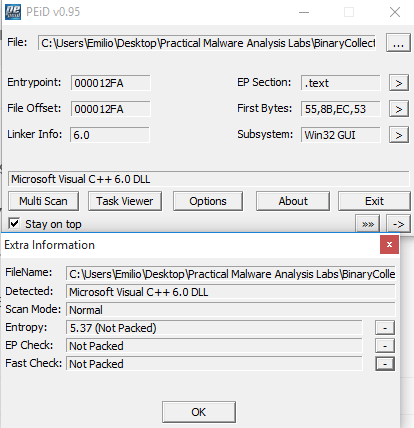 PEiD v0.95
File: C:\Users\Emilio\Desktop\Practical Malware Analysis Labs\BinaryCollect ...
Entrypoint: 000012FA EP Section: .text >
File Offset: 000012FA First Bytes: 55,8B,EC,53 >
Linker Info: 6.0 Subsystem: Win32 GUI >
Microsoft Visual C++ 6.0 DLL
Multi Scan Task Viewer Options About Exit
Stay on top »» ->
Extra Information x
FileName: C:\Users\Emilio\Desktop\Practical Malware Analysis Labs\BinaryColle
Detected: Microsoft Visual C++ 6.0 DLL
Scan Mode: Normal
Entropy: 5.37 (Not Packed) -
EP Check: Not Packed -
Fast Check: Not Packed -
OK